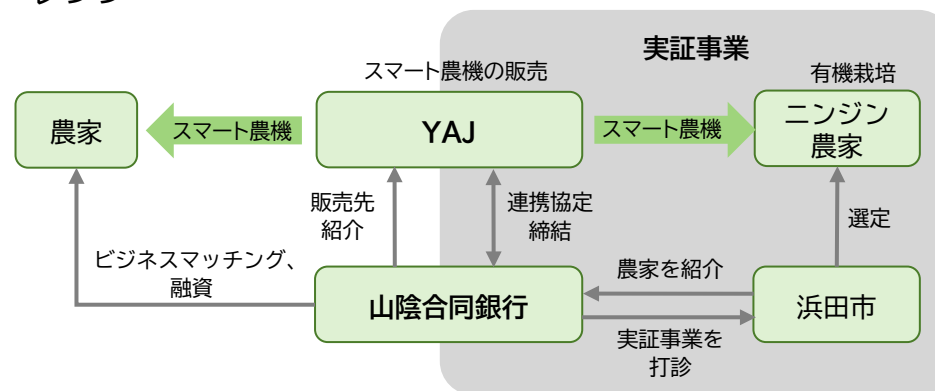 実証事業
スマート農機の販売
有機栽培
農家
スマート農機
YAJ
スマート農機
ニンジン
農家
販売先
紹介
連携協定
締結
選定
ビジネスマッチング、
融資
農家を紹介
山陰合同銀行
浜田市
実証事業を
打診